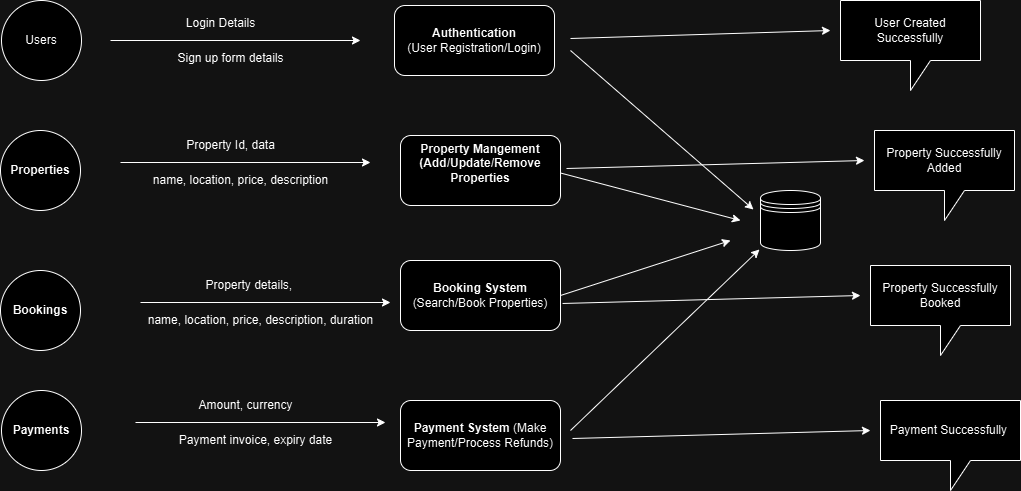 Users
Login Details
Sign up form details
Authentication
(User Registration/Login)
User Created
Successfully
Properties
Property Id, data
name, location, price, description
Property Mangement
(Add/Update/Remove
Properties
Property Successfully
Added
Bookings
Property details,
name, location, price, description, duration
Booking System
(Search/Book Properties)
Property Successfully
Booked
Payments
Amount, currency
Payment invoice, expiry date
Payment System (Make
Payment/Process Refunds)
Payment Successfully